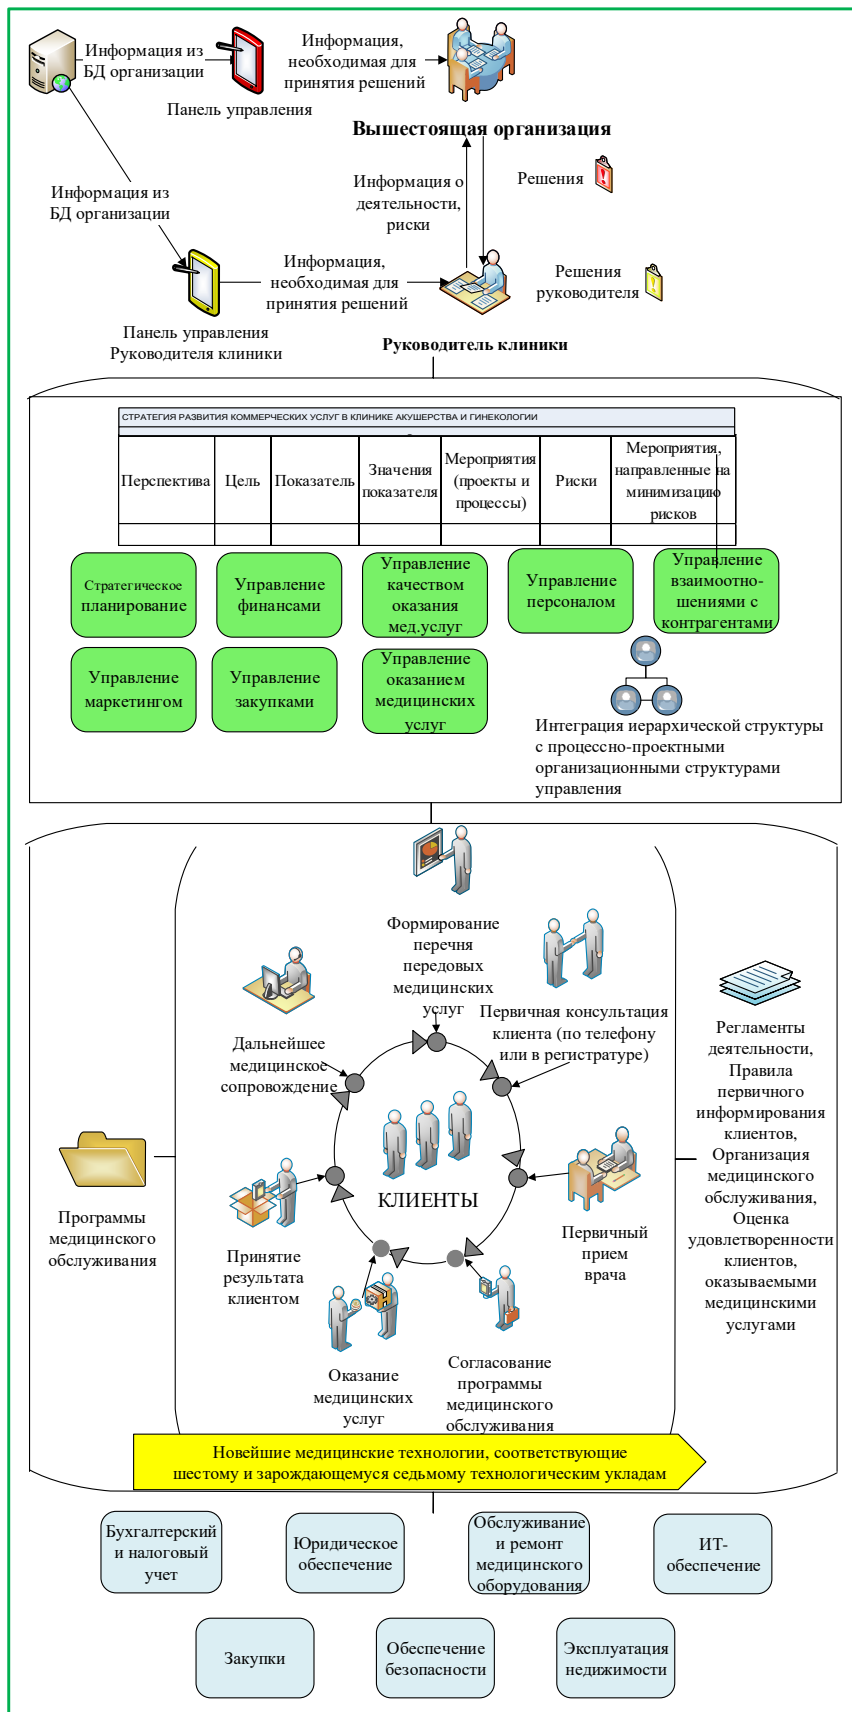 Информация из
БД организации
Информация,
необходимая для
принятия решений
Панель управления
Вышестоящая организация
Информация из
БД организации
Информация о
деятельности,
риски
Решения
Информация,
необходимая для
принятия решений
Решения
руководителя
Панель управления
Руководителя клиники
Руководитель клиники
СТРАТЕГИЯ РАЗВИТИЯ КОММЕРЧЕСКИХ УСЛУГ В КЛИНИКЕ АКУШЕРСТВА И ГИНЕКОЛОГИИ
Перспектива
Цель
Показатель
Значения
показателя
Мероприятия
(проекты и
процессы)
Риски
Мероприятия,
направленные на
минимизацию
рисков
Стратегическое
планирование
Управление
финансами
Управление
качеством
оказания
мед.услуг
Управление
персоналом
Управление
взаимоотно-
шениями с
контрагентами
Управление
маркетингом
Управление
закупками
Управление
оказанием
медицинских
услуг
Интеграция иерархической структуры
с процессно-проектными
организационными структурами
управления
Формирование
перечня
передовых
медицинских
услуг
Первичная консультация
клиента (по телефону
или в регистратуре)
Дальнейшее
медицинское
сопровождение
КЛИЕНТЫ
Первичный
прием
врача
Принятие
результата
клиентом
Оказание
медицинских
услуг
Согласование
программы
медицинского
обслуживания
Программы
медицинского
обслуживания
Регламенты
деятельности,
Правила
первичного
информирования
клиентов,
Организация
медицинского
обслуживания,
Оценка
удовлетворенности
клиентов,
оказываемыми
медицинскими
услугами
Новейшие медицинские технологии, соответствующие
шестому и зарождающемуся седьмому технологическим укладам
Бухгалтерский
и налоговый
учет
Юридическое
обеспечение
Обслуживание
и ремонт
медицинского
оборудования
ИТ-
обеспечение
Закупки
Обеспечение
безопасности
Эксплуатация
недижимости